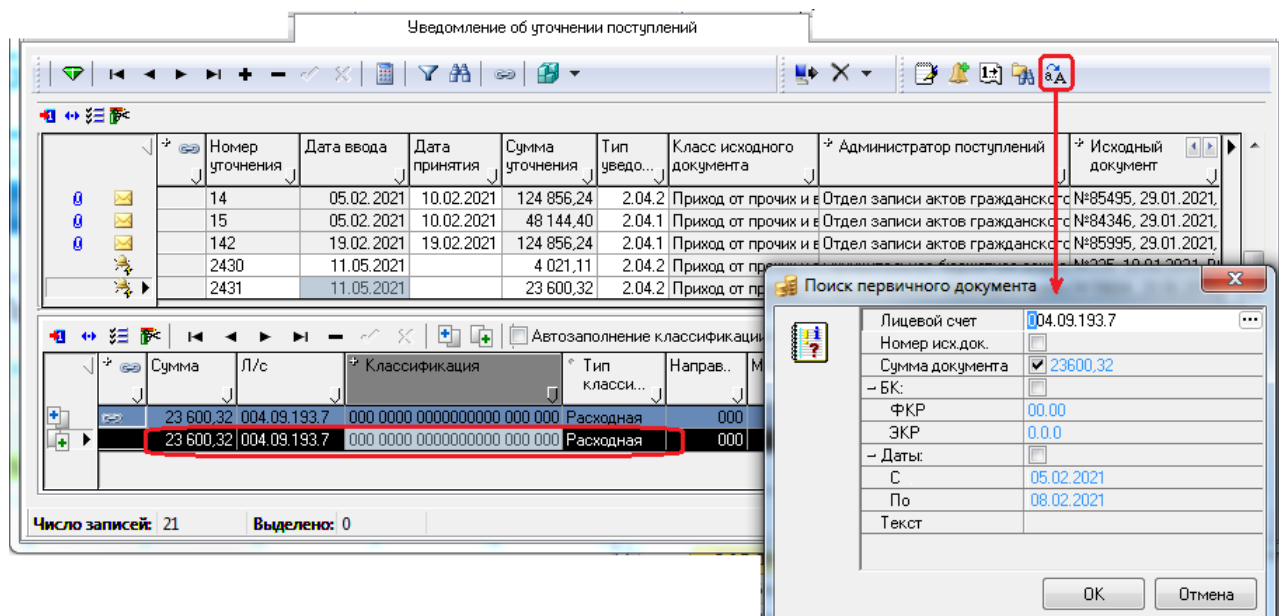 Уведомление об уточнении поступлений
Номер уточнения Дата ввода Дата принятия Сумма уточнения Тип уведо... Класс исходного документа Администратор поступлений Исходный документ
14 05.02.2021 10.02.2021 124 856,24 2.04.2 Приход от прочих и в Отдел записи актов гражданского №85495, 29.01.2021,
15 05.02.2021 10.02.2021 48 144,40 2.04.1 Приход от прочих и в Отдел записи актов гражданского №84346, 29.01.2021,
142 19.02.2021 19.02.2021 124 856,24 2.04.1 Приход от прочих и в Отдел записи актов гражданского №85995, 29.01.2021,
2430 11.05.2021 4 021,11 2.04.2 Приход от
2431 11.05.2021 23 600,32 2.04.2 Приход от пр
Автозаполнение классификации
Сумма Л/с Классификация Тип класси... Направ.. М
23 600,32 004.09.193.7 000 0000 0000000000 000 000 Расходная 000
23 600,32 004.09.193.7 000 0000 0000000000 000 000 Расходная 000
Число записей: 21 Выделено: 0
Поиск первичного документа
Лицевой счет 004.09.193.7
Номер исх.док.
Сумма документа 23600,32
БК:
ФКР 00.00
ЭКР 0.0.0
Даты:
С 05.02.2021
По 08.02.2021
Текст
OK Отмена